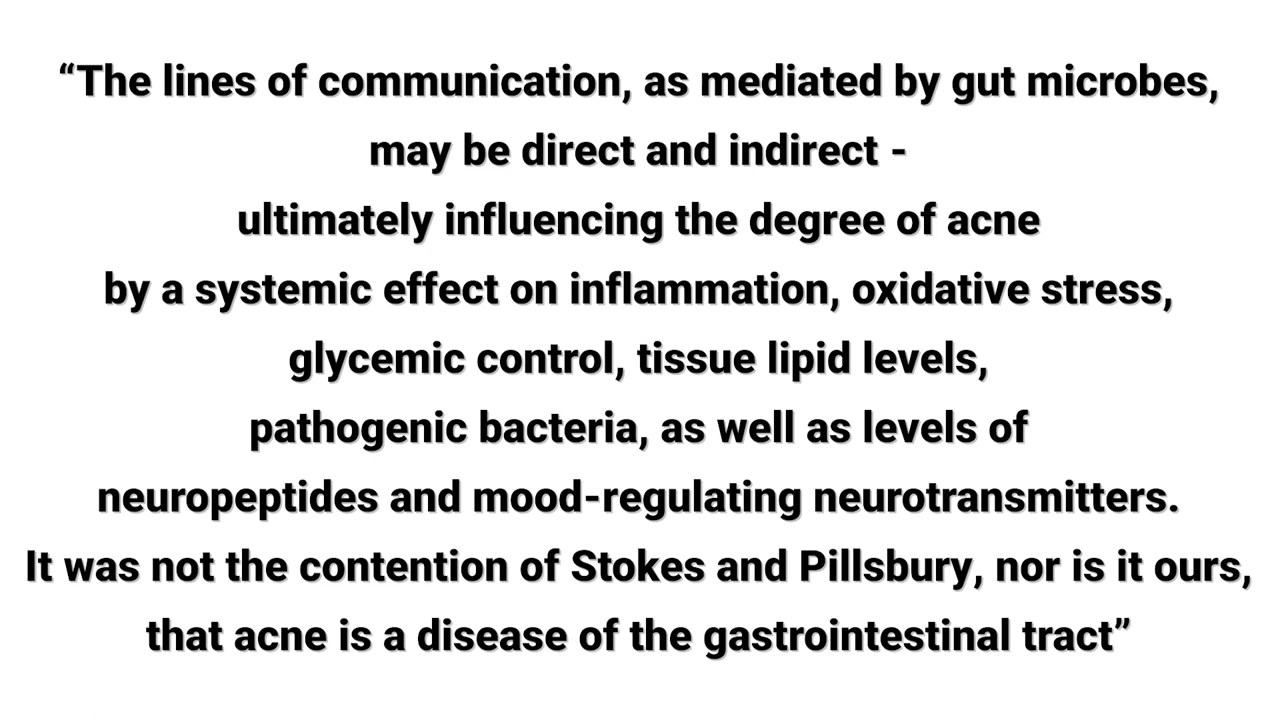 “The lines of communication, as mediated by gut microbes,
may be direct and indirect -
ultimately influencing the degree of acne
by a systemic effect on inflammation, oxidative stress,
glycemic control, tissue lipid levels,
pathogenic bacteria, as well as levels of
neuropeptides and mood-regulating neurotransmitters.
It was not the contention of Stokes and Pillsbury, nor is it ours,
that acne is a disease of the gastrointestinal tract”